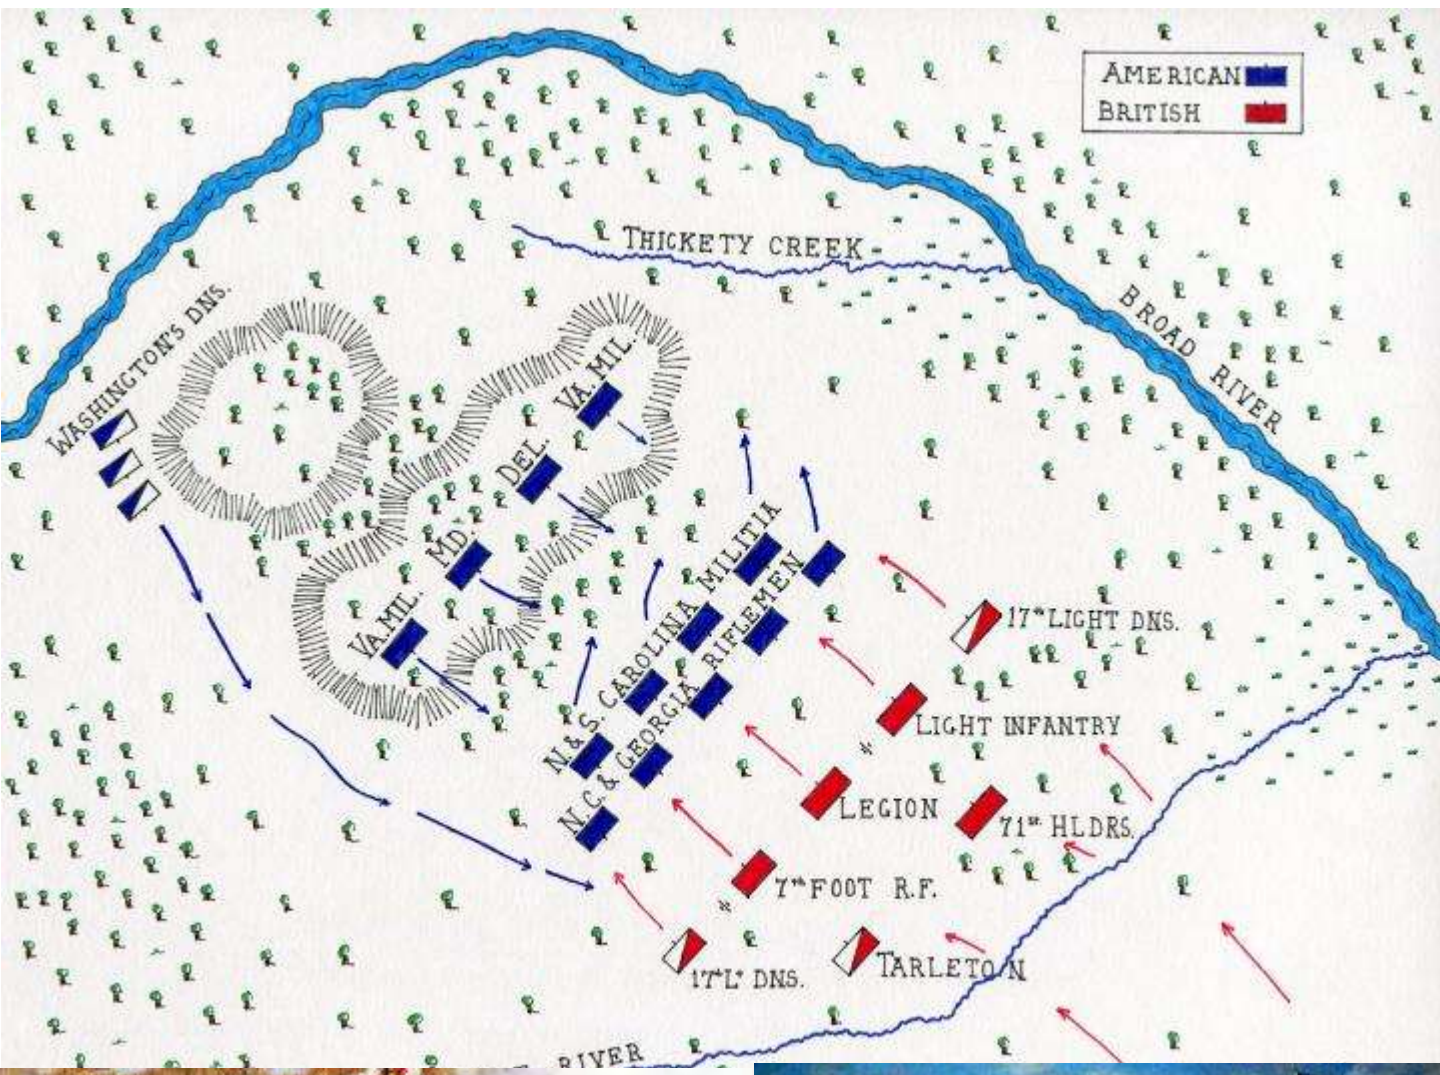 AMERICAN
BRITISH
THICKETY CREEK
BROAD RIVER
WASHINGTON'S DNS.
VA. MIL.
DEL.
MD.
VA. MIL.
N. & S. CAROLINA MILITIA
N.C. & GEORGIA RIFLEMEN
17th LIGHT DNS.
LIGHT INFANTRY
LEGION
71st HLDRS.
7th FOOT R.F.
17th Lt DNS.
TARLETON
RIVER